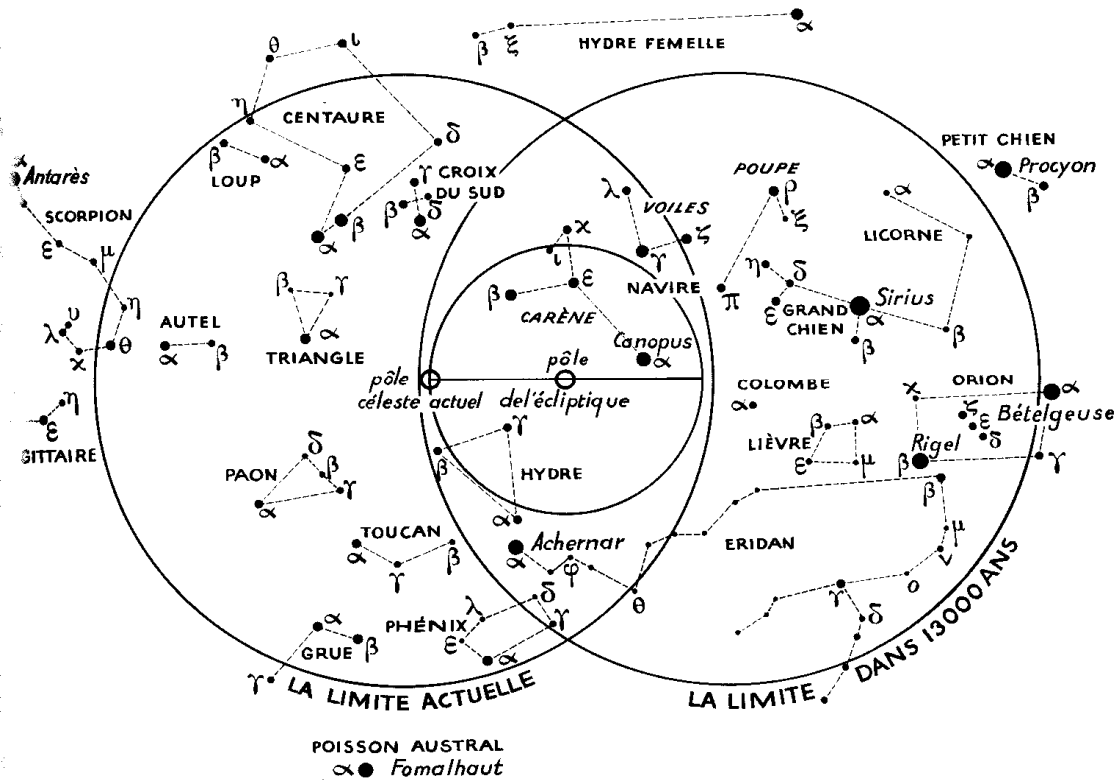 β ξ α
HYDRE FEMELLE
θ ι
η CENTAURE δ
β α ε
LOUP
γ CROIX
DU SUD
β δ
α
α β
α
Antarès
SCORPION
ε μ
η
υ
λ
χ θ
AUTEL
α β
β γ
α
TRIANGLE
η
ε
GITTAIRE
PETIT CHIEN
α Procyon
β
POUPE
ρ
ξ
π
λ VOILES
ζ
γ
NAVIRE
χ
ι
ε
β
CARÈNE
Canopus
α
α
LICORNE
β
η δ
ε
GRAND
CHIEN
Sirius
α
β
pôle
céleste actuel
pôle
de l'écliptique
COLOMBE
α
χ ORION α
Bételgeuse
ζ
ε
δ
Rigel
β γ
β α
LIÈVRE
ε μ
γ
β HYDRE
α
δ
PAON β
γ
α
TOUCAN
α β
γ
Achernar
α
φ
θ
ERIDAN
β
μ
ν
ο
γ
δ
δ
λ γ
PHÉNIX
ε
α
α
GRUE β
γ
LA LIMITE ACTUELLE
LA LIMITE DANS 13000 ANS
POISSON AUSTRAL
α Fomalhaut